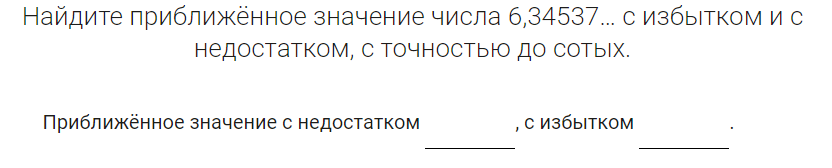 Найдите приближённое значение числа 6,34537... с избытком и с
недостатком, с точностью до сотых.
Приближённое значение с недостатком , с избытком .